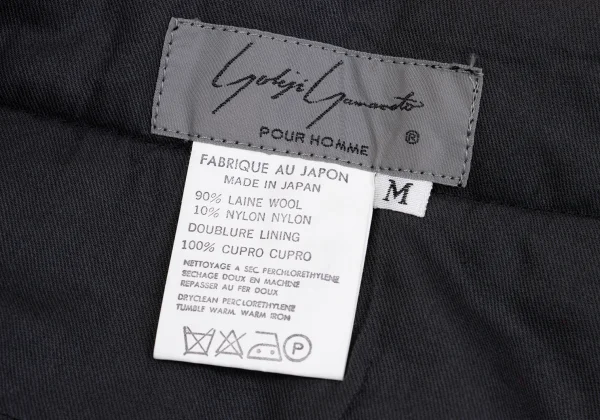 Yohji Yamamoto
POUR HOMME ®
M
FABRIQUE AU JAPON
MADE IN JAPAN
90% LAINE WOOL
10% NYLON NYLON
DOUBLURE LINING
100% CUPRO CUPRO
NETTOYAGE A SEC PERCHLORETHYLENE
SECHAGE DOUX EN MACHINE
REPASSER AU FER DOUX
DRYCLEAN PERCLORETHYLENE
TUMBLE WARM, WARM IRON
P